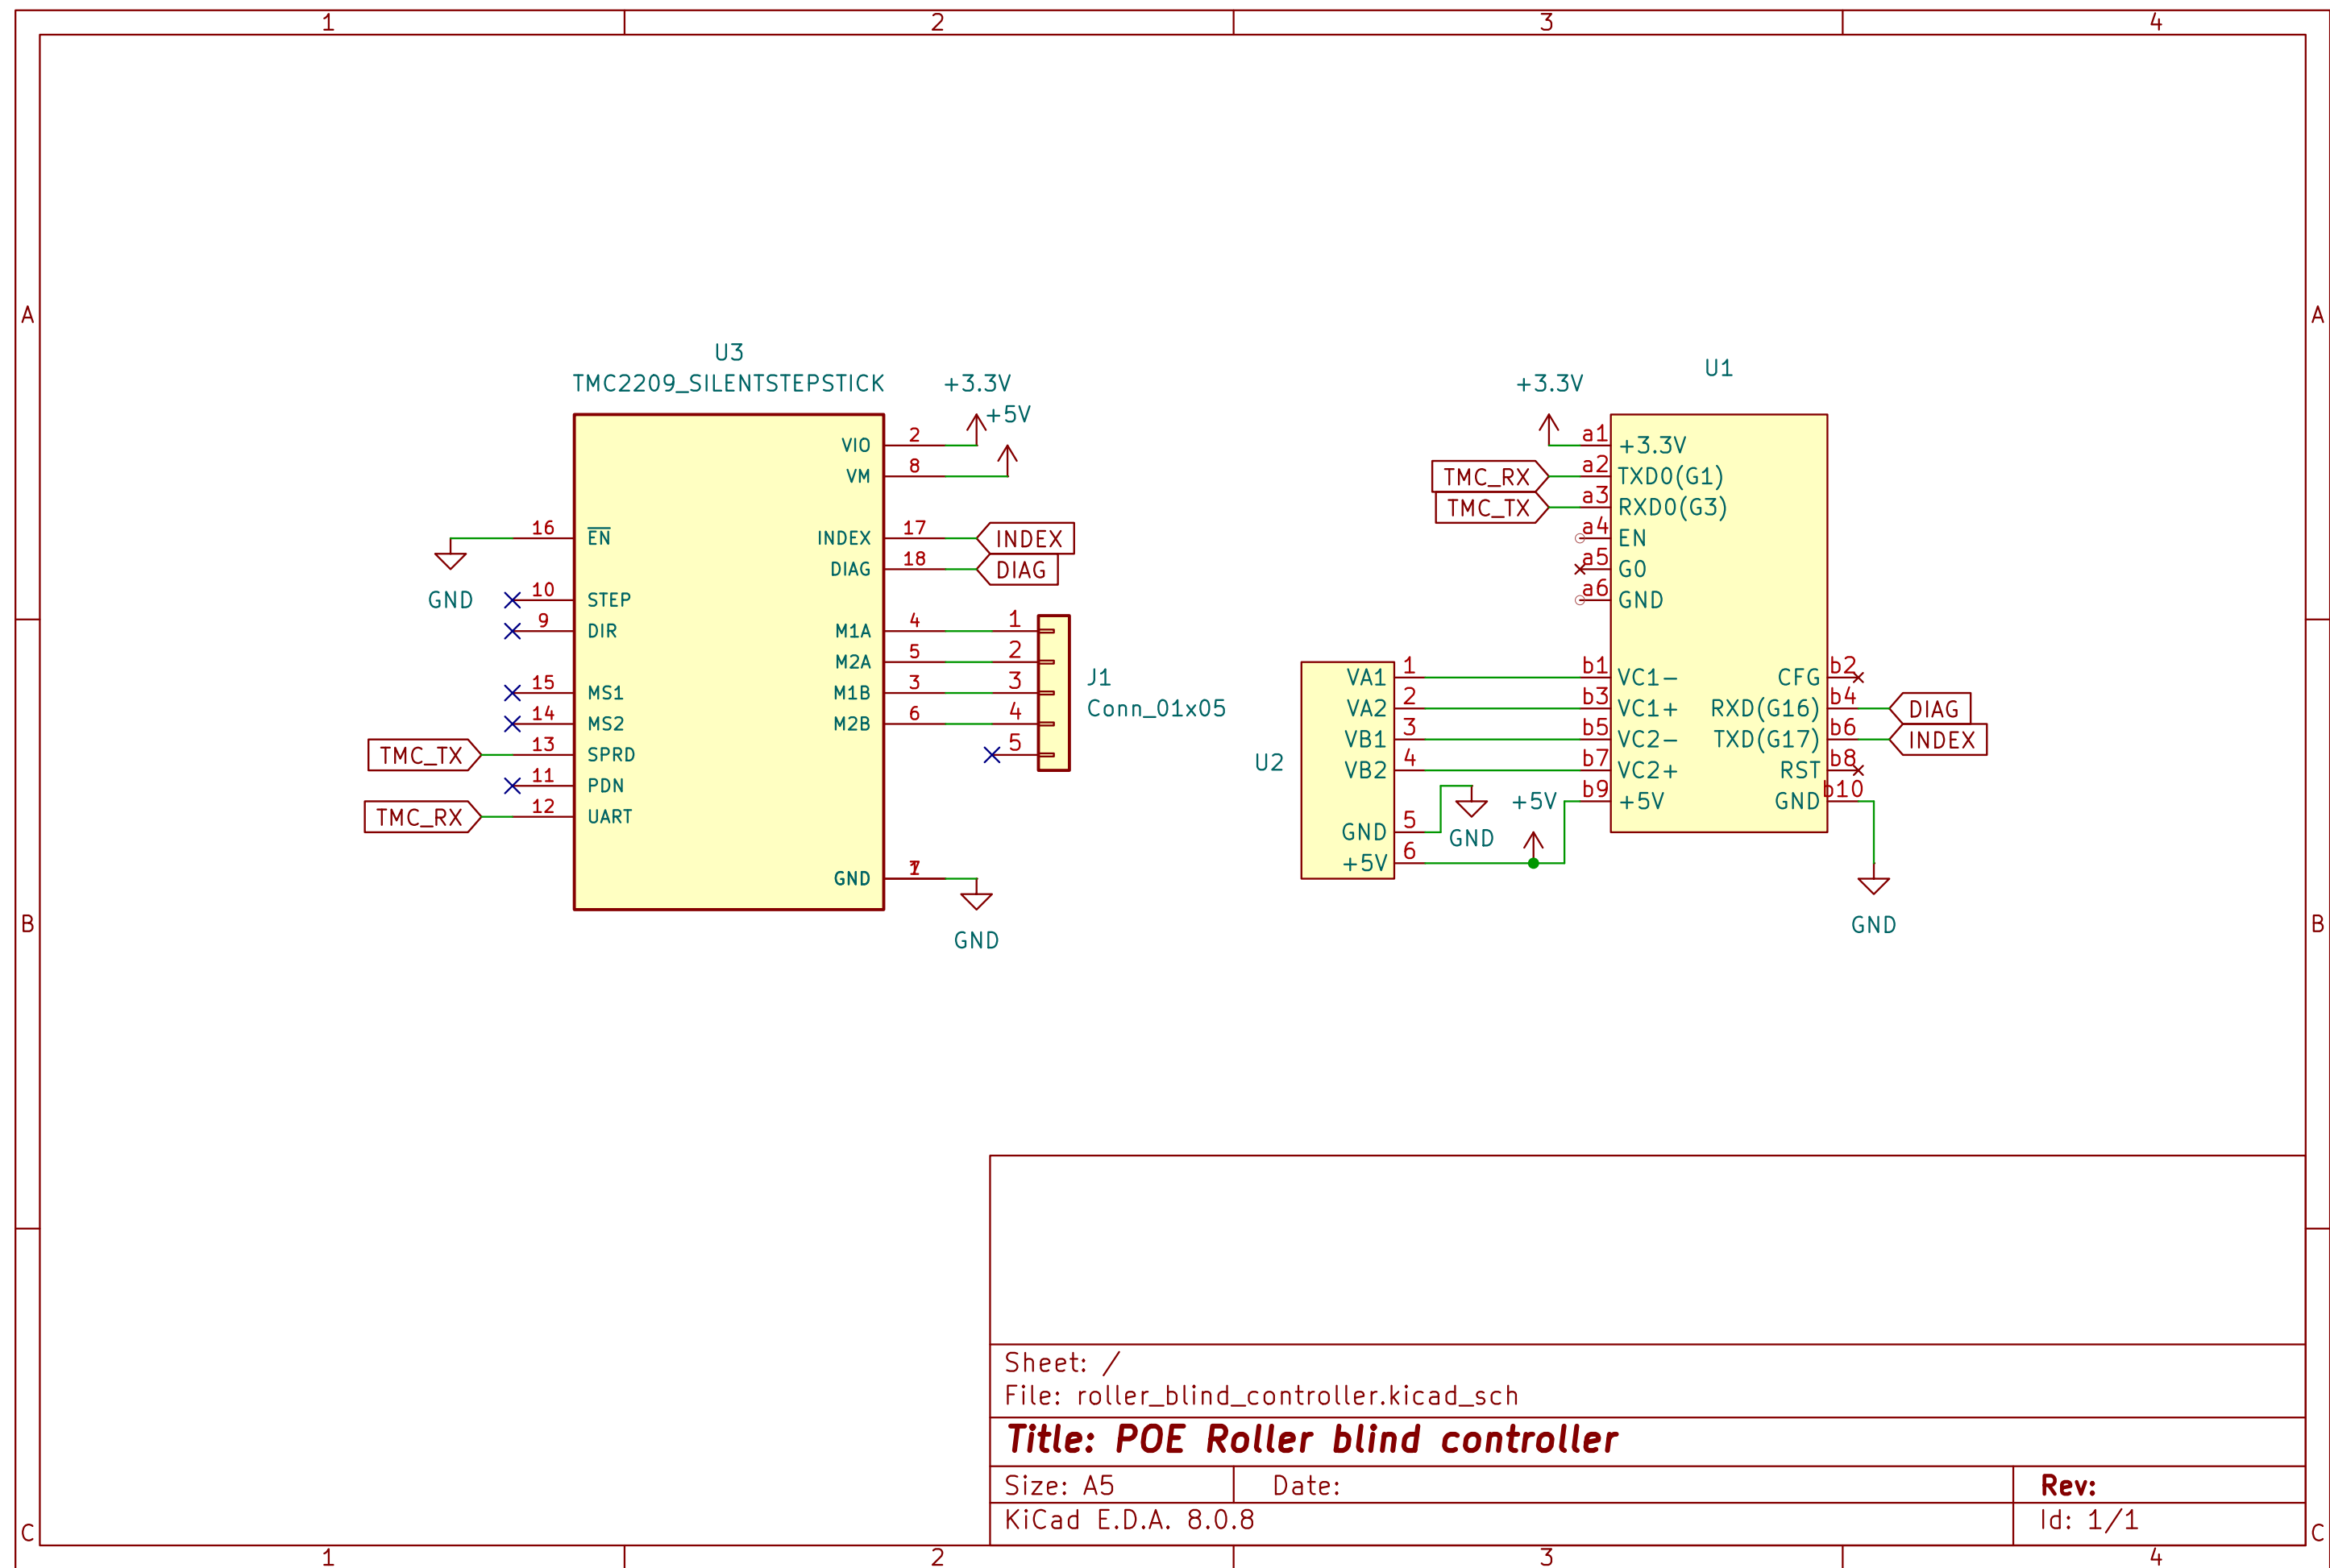 1 2 3 4
A A
U3
TMC2209_SILENTSTEPSTICK
+3.3V
+5V
2 VIO
8 VM
16 EN
17 INDEX INDEX
18 DIAG DIAG
GND
10 STEP
9 DIR
4 M1A 1
5 M2A 2
15 MS1
3 M1B 3
14 MS2
6 M2B 4
TMC_TX 13 SPRD
5
11 PDN
TMC_RX 12 UART
J1
Conn_01x05
GND 1 7
GND
U1
+3.3V
a1 +3.3V
TMC_RX a2 TXD0(G1)
TMC_TX a3 RXD0(G3)
a4 EN
a5 G0
a6 GND
U2
VA1 1 b1 VC1-
VA2 2 b3 VC1+
VB1 3 b5 VC2-
VB2 4 b7 VC2+
b9 +5V
GND 5
+5V 6
GND
+5V
CFG b2
RXD(G16) b4 DIAG
TXD(G17) b6 INDEX
RST b8
GND b10
GND
B B
Sheet: /
File: roller_blind_controller.kicad_sch
Title: POE Roller blind controller
Size: A5 Date: Rev:
KiCad E.D.A. 8.0.8 Id: 1/1
C C
1 2 3 4